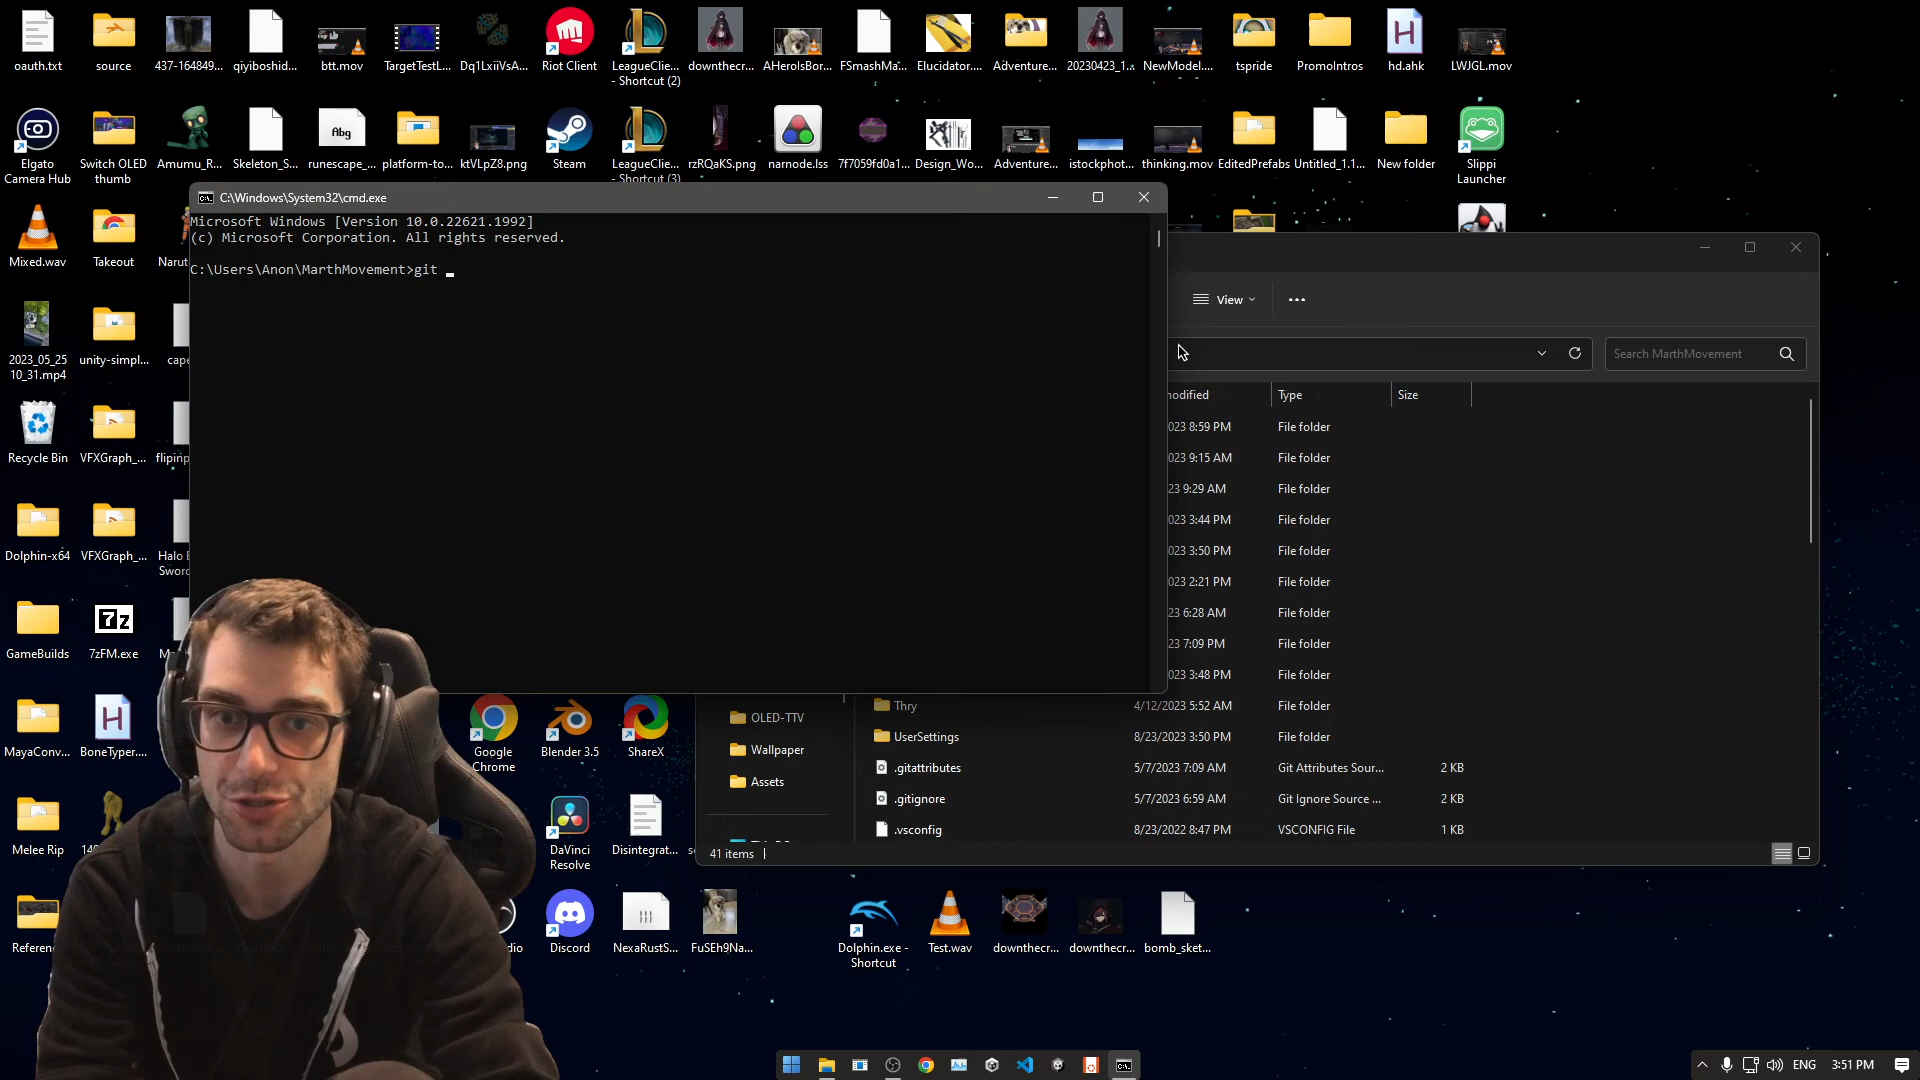 oauth.txt
source
437-164849...
qiyiboshid...
btt.mov
TargetTestL...
Dq1LxiiVsA...
Riot Client
LeagueClie...
- Shortcut (2)
downthecr...
AHeroIsBor...
FSmashMa...
Elucidator....
Adventure...
20230423_1...
NewModel....
tspride
PromoIntros
hd.ahk
LWJGL.mov
Elgato
Camera Hub
Switch OLED
thumb
Amumu_R...
Skeleton_S...
Abg
runescape_...
platform-to...
ktVLpZ8.png
Steam
LeagueClie...
- Shortcut (3)
rzRQaKS.png
narnode.lss
7f7059fd0a1...
Design_Wo...
Adventure...
istockphot...
thinking.mov
EditedPrefabs
Untitled_1.1...
New folder
Slippi
Launcher
C:\Windows\System32\cmd.exe
Microsoft Windows [Version 10.0.22621.1992]
(c) Microsoft Corporation. All rights reserved.
C:\Users\Anon\MarthMovement>git _
Mixed.wav
Takeout
Narut
View
Search MarthMovement
2023_05_25
10_31.mp4
unity-simpl...
cape
odified
Type
Size
023 8:59 PM
File folder
023 9:15 AM
File folder
23 9:29 AM
File folder
023 3:44 PM
File folder
023 3:50 PM
File folder
023 2:21 PM
File folder
23 6:28 AM
File folder
23 7:09 PM
File folder
023 3:48 PM
File folder
Recycle Bin
VFXGraph_...
flipinp
Dolphin-x64
VFXGraph_...
Halo E
Sword
GameBuilds
7z
7zFM.exe
OLED-TTV
Wallpaper
Assets
Thry
4/12/2023 5:52 AM
File folder
UserSettings
8/23/2023 3:50 PM
File folder
.gitattributes
5/7/2023 7:09 AM
Git Attributes Sour...
2 KB
.gitignore
5/7/2023 6:59 AM
Git Ignore Source ...
2 KB
.vsconfig
8/23/2022 8:47 PM
VSCONFIG File
1 KB
41 items
MayaConv...
BoneTyper....
Google
Chrome
Blender 3.5
ShareX
Melee Rip
DaVinci
Resolve
Disintegrat...
Referen
Discord
NexaRustS...
FuSEh9Na...
Dolphin.exe -
Shortcut
Test.wav
downthecr...
downthecr...
bomb_sket...
ENG
3:51 PM